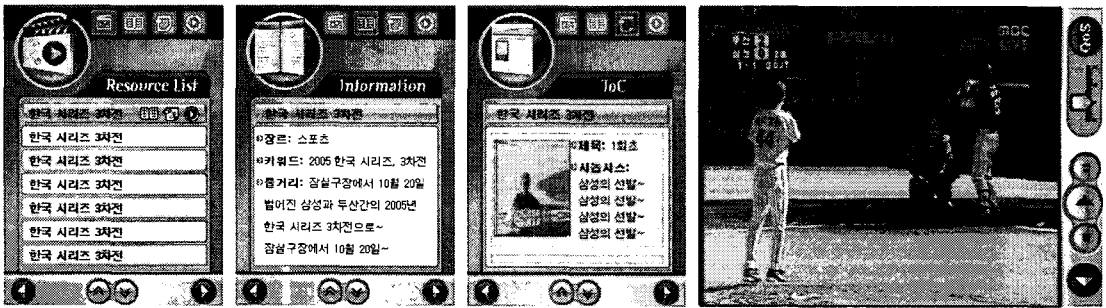 Resource List
한국 시리즈 3차전
한국 시리즈 3차전
한국 시리즈 3차전
한국 시리즈 3차전
한국 시리즈 3차전
한국 시리즈 3차전
한국 시리즈 3차전
Information
한국 시리즈 3차전
장르: 스포츠
키워드: 2005 한국 시리즈, 3차전
줄거리: 잠실구장에서 10월 20일
벌어진 삼성과 두산간의 2005년
한국 시리즈 3차전으로~
잠실구장에서 10월 20일~
ToC
한국 시리즈 3차전
제목: 1회초
시놉시스:
삼성의 선발~
삼성의 선발~
삼성의 선발~
삼성의 선발~
mbc
44
QoS